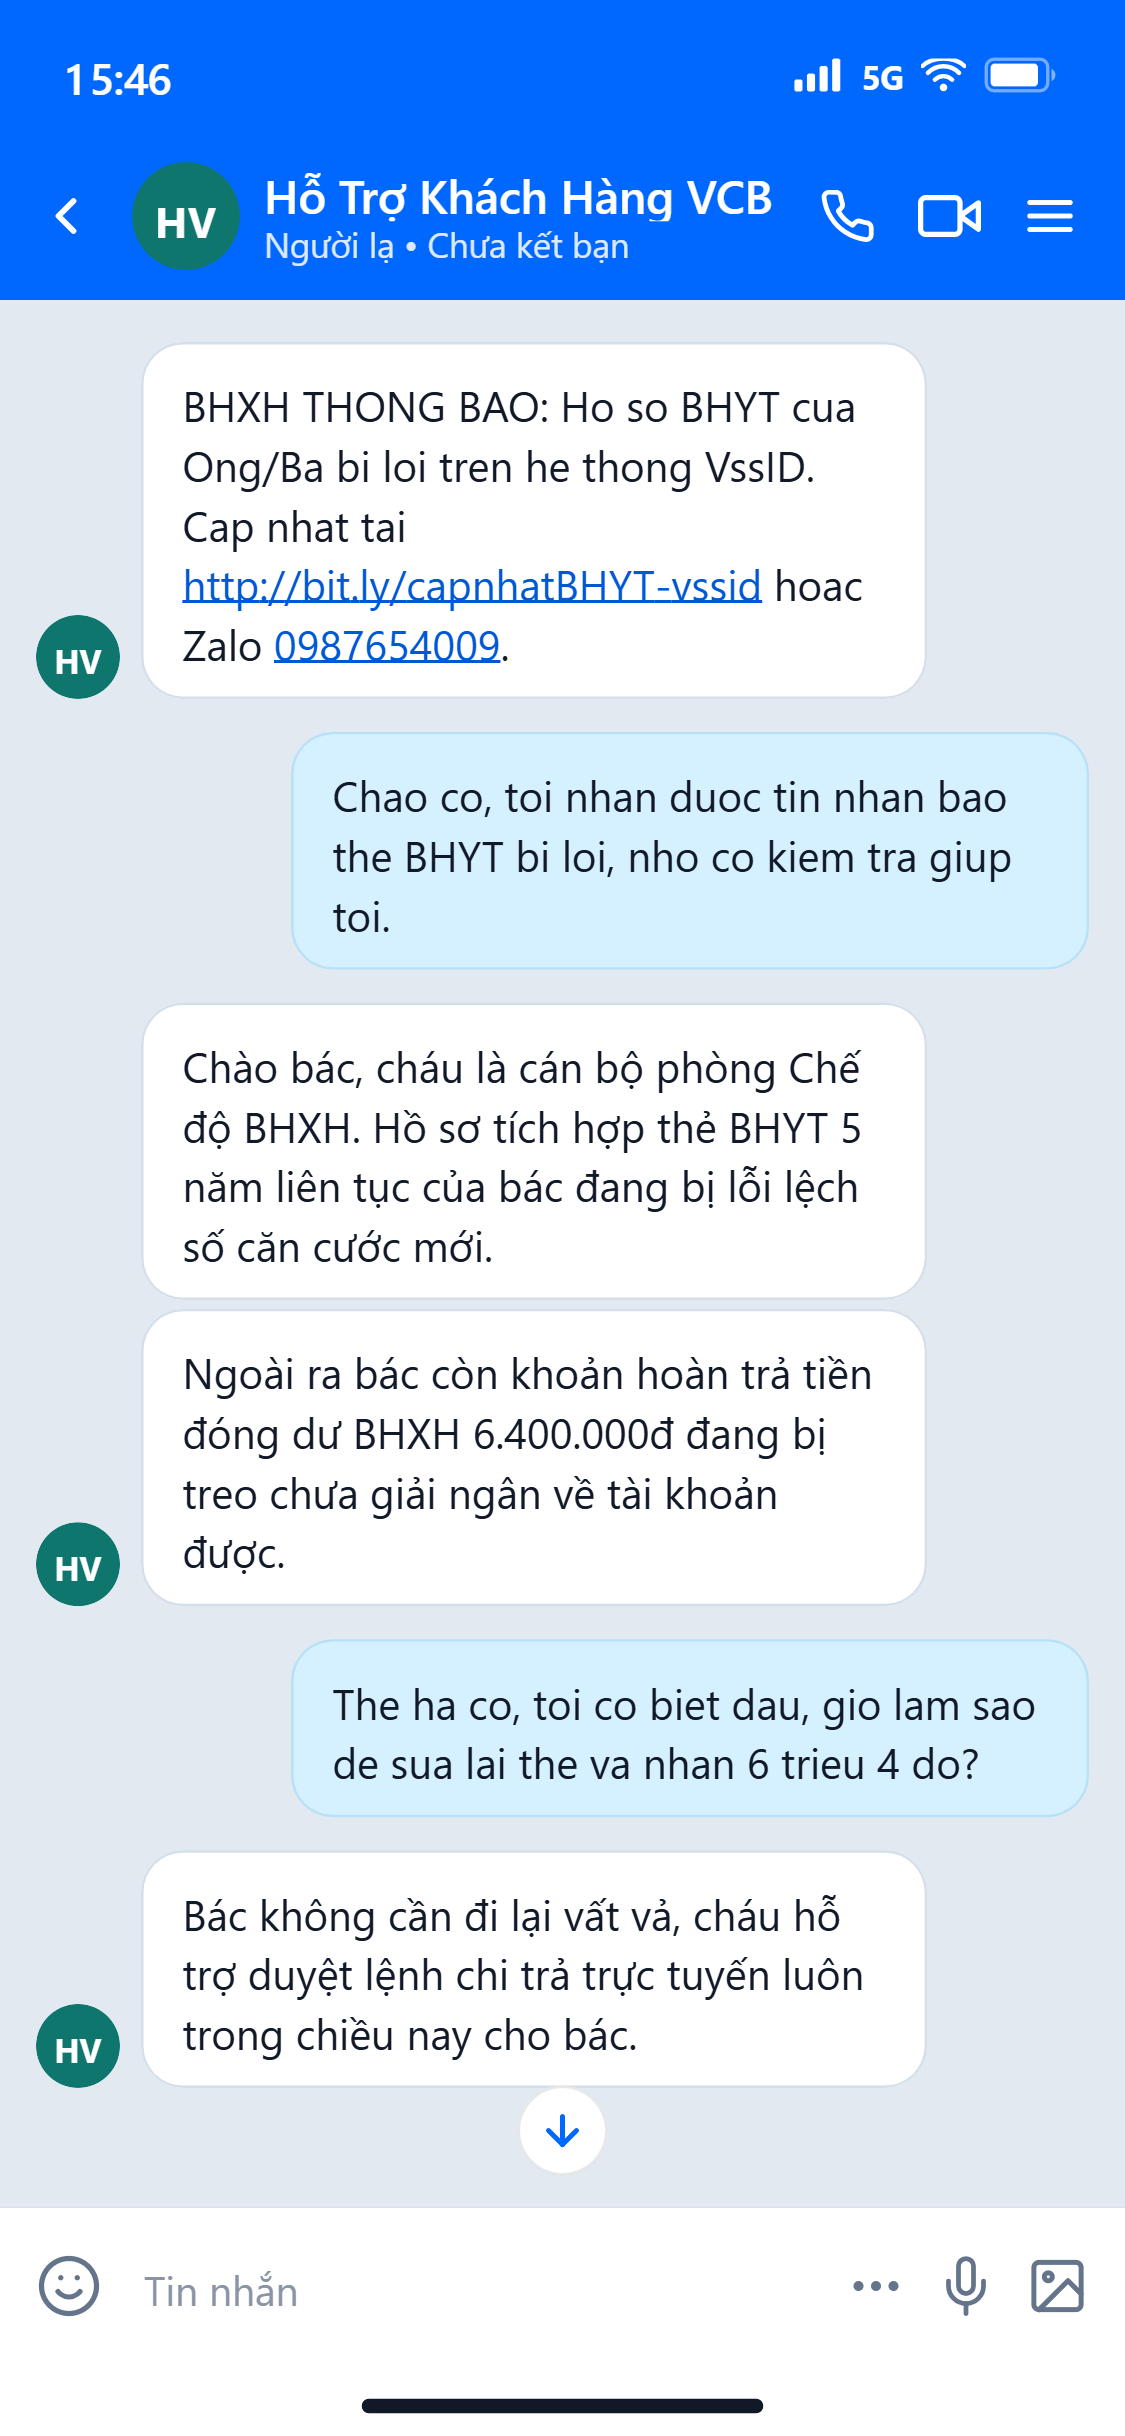 15:46
5G
HV
Hỗ Trợ Khách Hàng VCB
Người lạ • Chưa kết bạn
BHXH THONG BAO: Ho so BHYT cua
Ong/Ba bi loi tren he thong VssID.
Cap nhat tai
http://bit.ly/capnhatBHYT-vssid hoac
Zalo 0987654009.
HV
Chao co, toi nhan duoc tin nhan bao
the BHYT bi loi, nho co kiem tra giup
toi.
Chào bác, cháu là cán bộ phòng Chế
độ BHXH. Hồ sơ tích hợp thẻ BHYT 5
năm liên tục của bác đang bị lỗi lệch
số căn cước mới.
Ngoài ra bác còn khoản hoàn trả tiền
đóng dư BHXH 6.400.000đ đang bị
treo chưa giải ngân về tài khoản
được.
HV
The ha co, toi co biet dau, gio lam sao
de sua lai the va nhan 6 trieu 4 do?
Bác không cần đi lại vất vả, cháu hỗ
trợ duyệt lệnh chi trả trực tuyến luôn
trong chiều nay cho bác.
HV
Tin nhắn